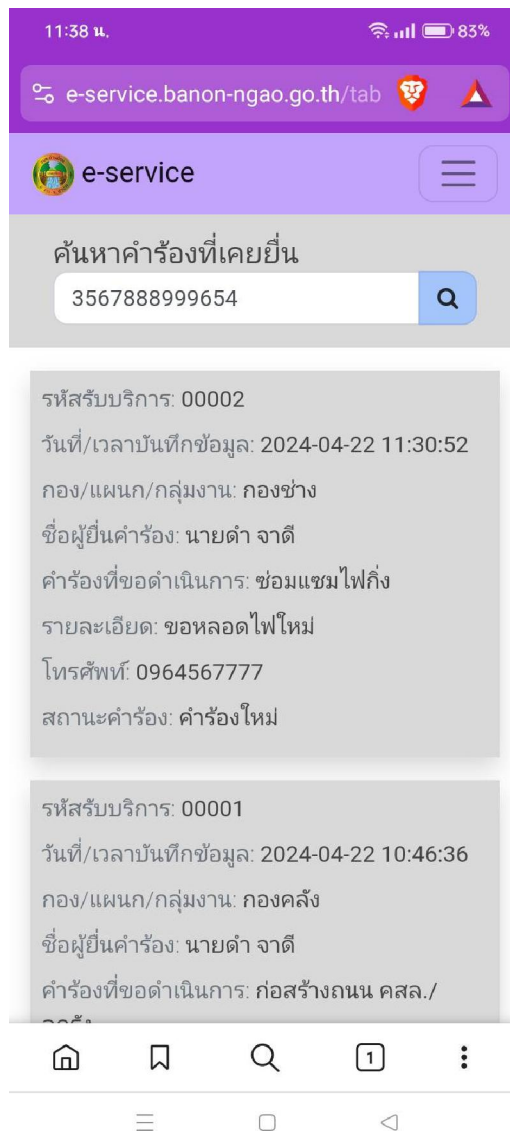 11:38 น.
83%
e-service.banon-ngao.go.th/tab
e-service
ค้นหาคำร้องที่เคยยื่น
3567888999654
รหัสรับบริการ: 00002
วันที่/เวลาบันทึกข้อมูล: 2024-04-22 11:30:52
กอง/แผนก/กลุ่มงาน: กองช่าง
ชื่อผู้ยื่นคำร้อง: นายดำ จาดี
คำร้องที่ขอดำเนินการ: ซ่อมแซมไฟกิ่ง
รายละเอียด: ขอหลอดไฟใหม่
โทรศัพท์: 0964567777
สถานะคำร้อง: คำร้องใหม่
รหัสรับบริการ: 00001
วันที่/เวลาบันทึกข้อมูล: 2024-04-22 10:46:36
กอง/แผนก/กลุ่มงาน: กองคลัง
ชื่อผู้ยื่นคำร้อง: นายดำ จาดี
คำร้องที่ขอดำเนินการ: ก่อสร้างถนน คสล./
1